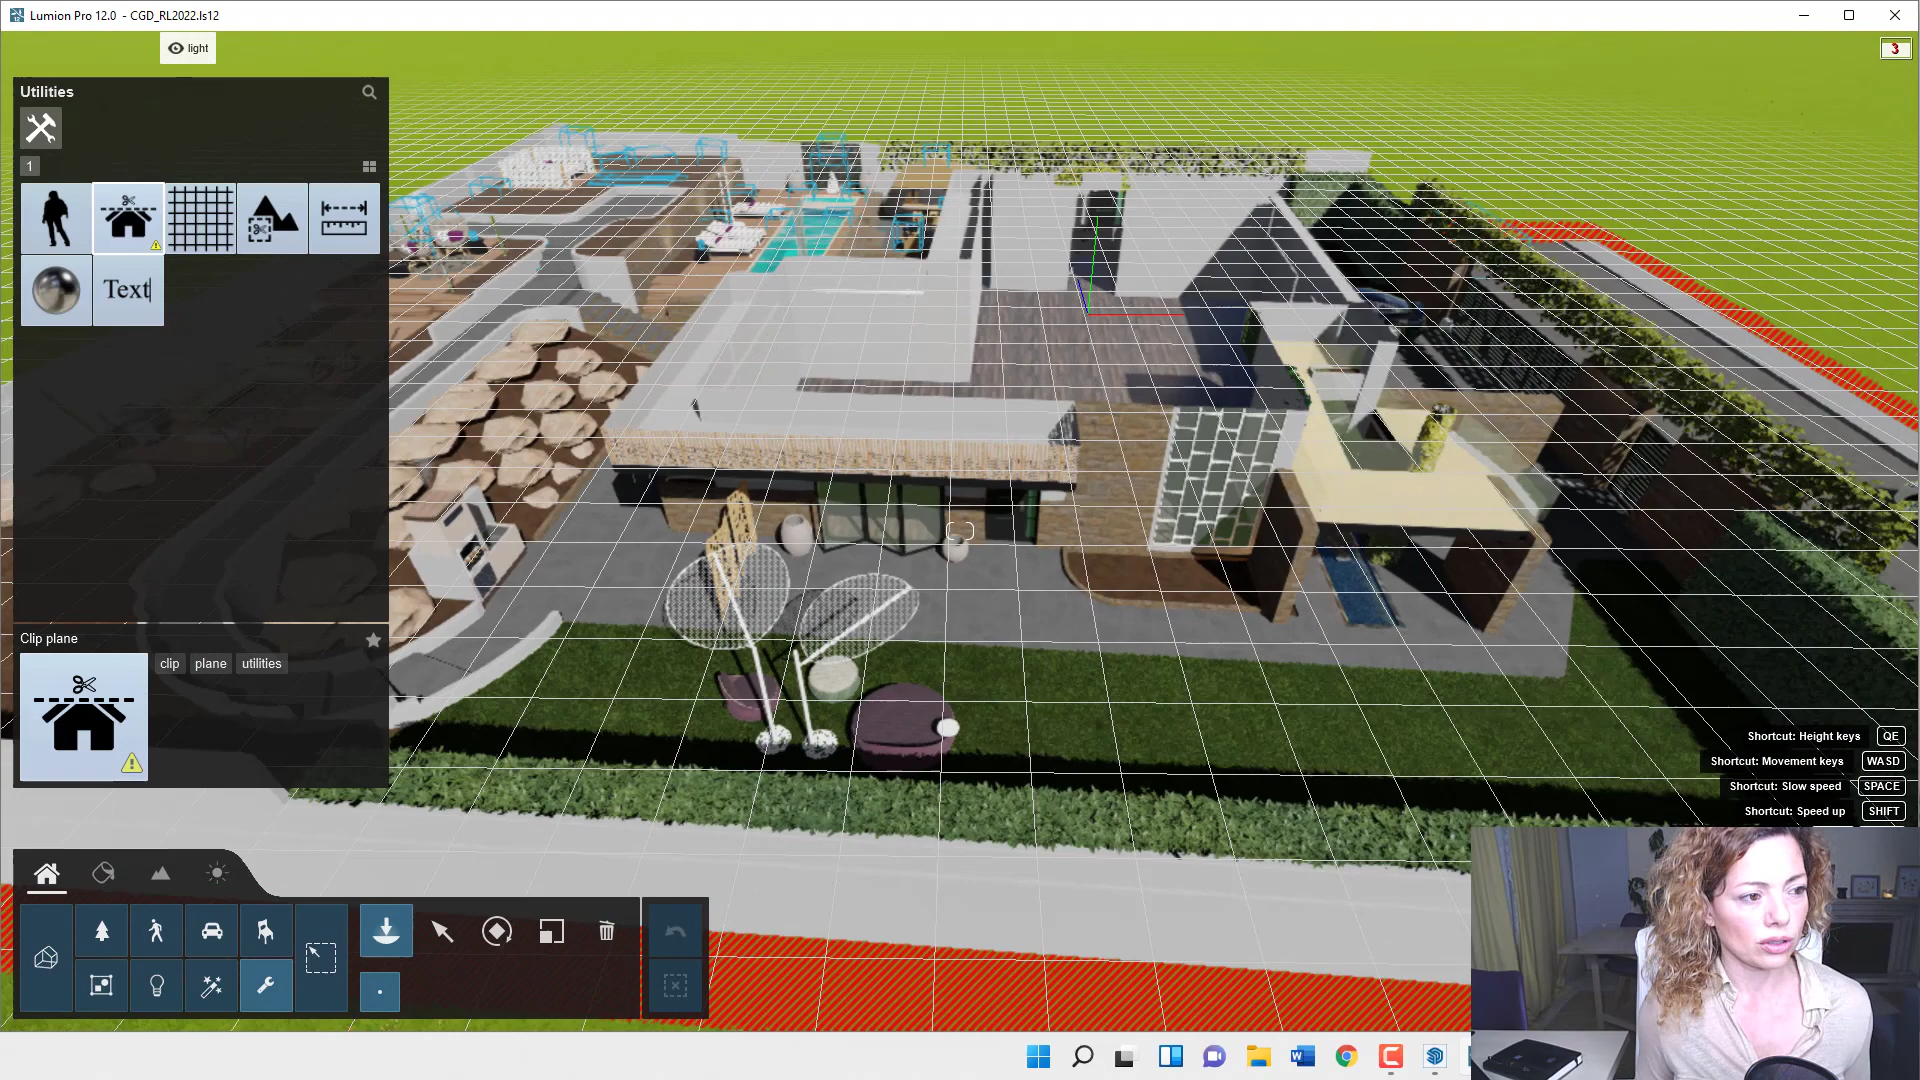 Lumion Pro 12.0 - CGD_RL2022.ls12
light
3
Utilities
1
Text
Clip plane
clip plane utilities
Shortcut: Height keys QE
Shortcut: Movement keys WASD
Shortcut: Slow speed SPACE
Shortcut: Speed up SHIFT